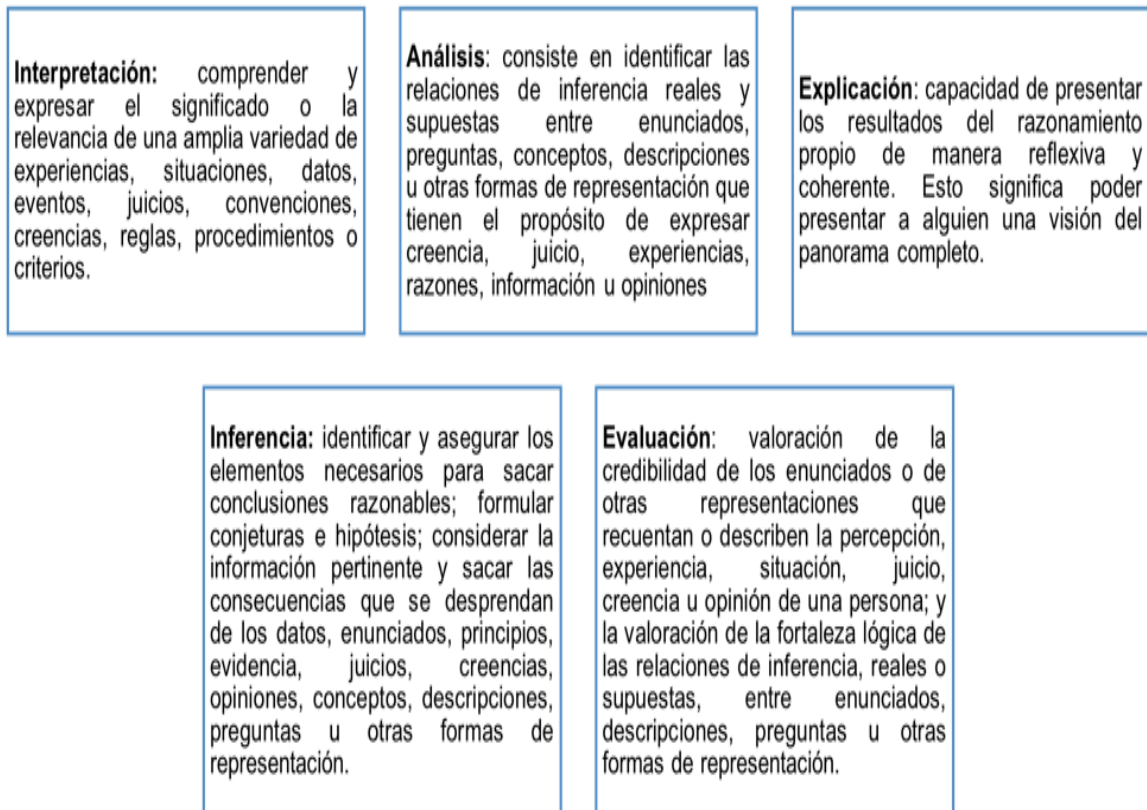 Interpretación: comprender y
expresar el significado o la
relevancia de una amplia variedad de
experiencias, situaciones, datos,
eventos, juicios, convenciones,
creencias, reglas, procedimientos o
criterios.
Análisis: consiste en identificar las
relaciones de inferencia reales y
supuestas entre enunciados,
preguntas, conceptos, descripciones
u otras formas de representación que
tienen el propósito de expresar
creencia, juicio, experiencias,
razones, información u opiniones
Explicación: capacidad de presentar
los resultados del razonamiento
propio de manera reflexiva y
coherente. Esto significa poder
presentar a alguien una visión del
panorama completo.
Inferencia: identificar y asegurar los
elementos necesarios para sacar
conclusiones razonables; formular
conjeturas e hipótesis; considerar la
información pertinente y sacar las
consecuencias que se desprendan
de los datos, enunciados, principios,
evidencia, juicios, creencias,
opiniones, conceptos, descripciones,
preguntas u otras formas de
representación.
Evaluación: valoración de la
credibilidad de los enunciados o de
otras representaciones que
recuentan o describen la percepción,
experiencia, situación, juicio,
creencia u opinión de una persona; y
la valoración de la fortaleza lógica de
las relaciones de inferencia, reales o
supuestas, entre enunciados,
descripciones, preguntas u otras
formas de representación.